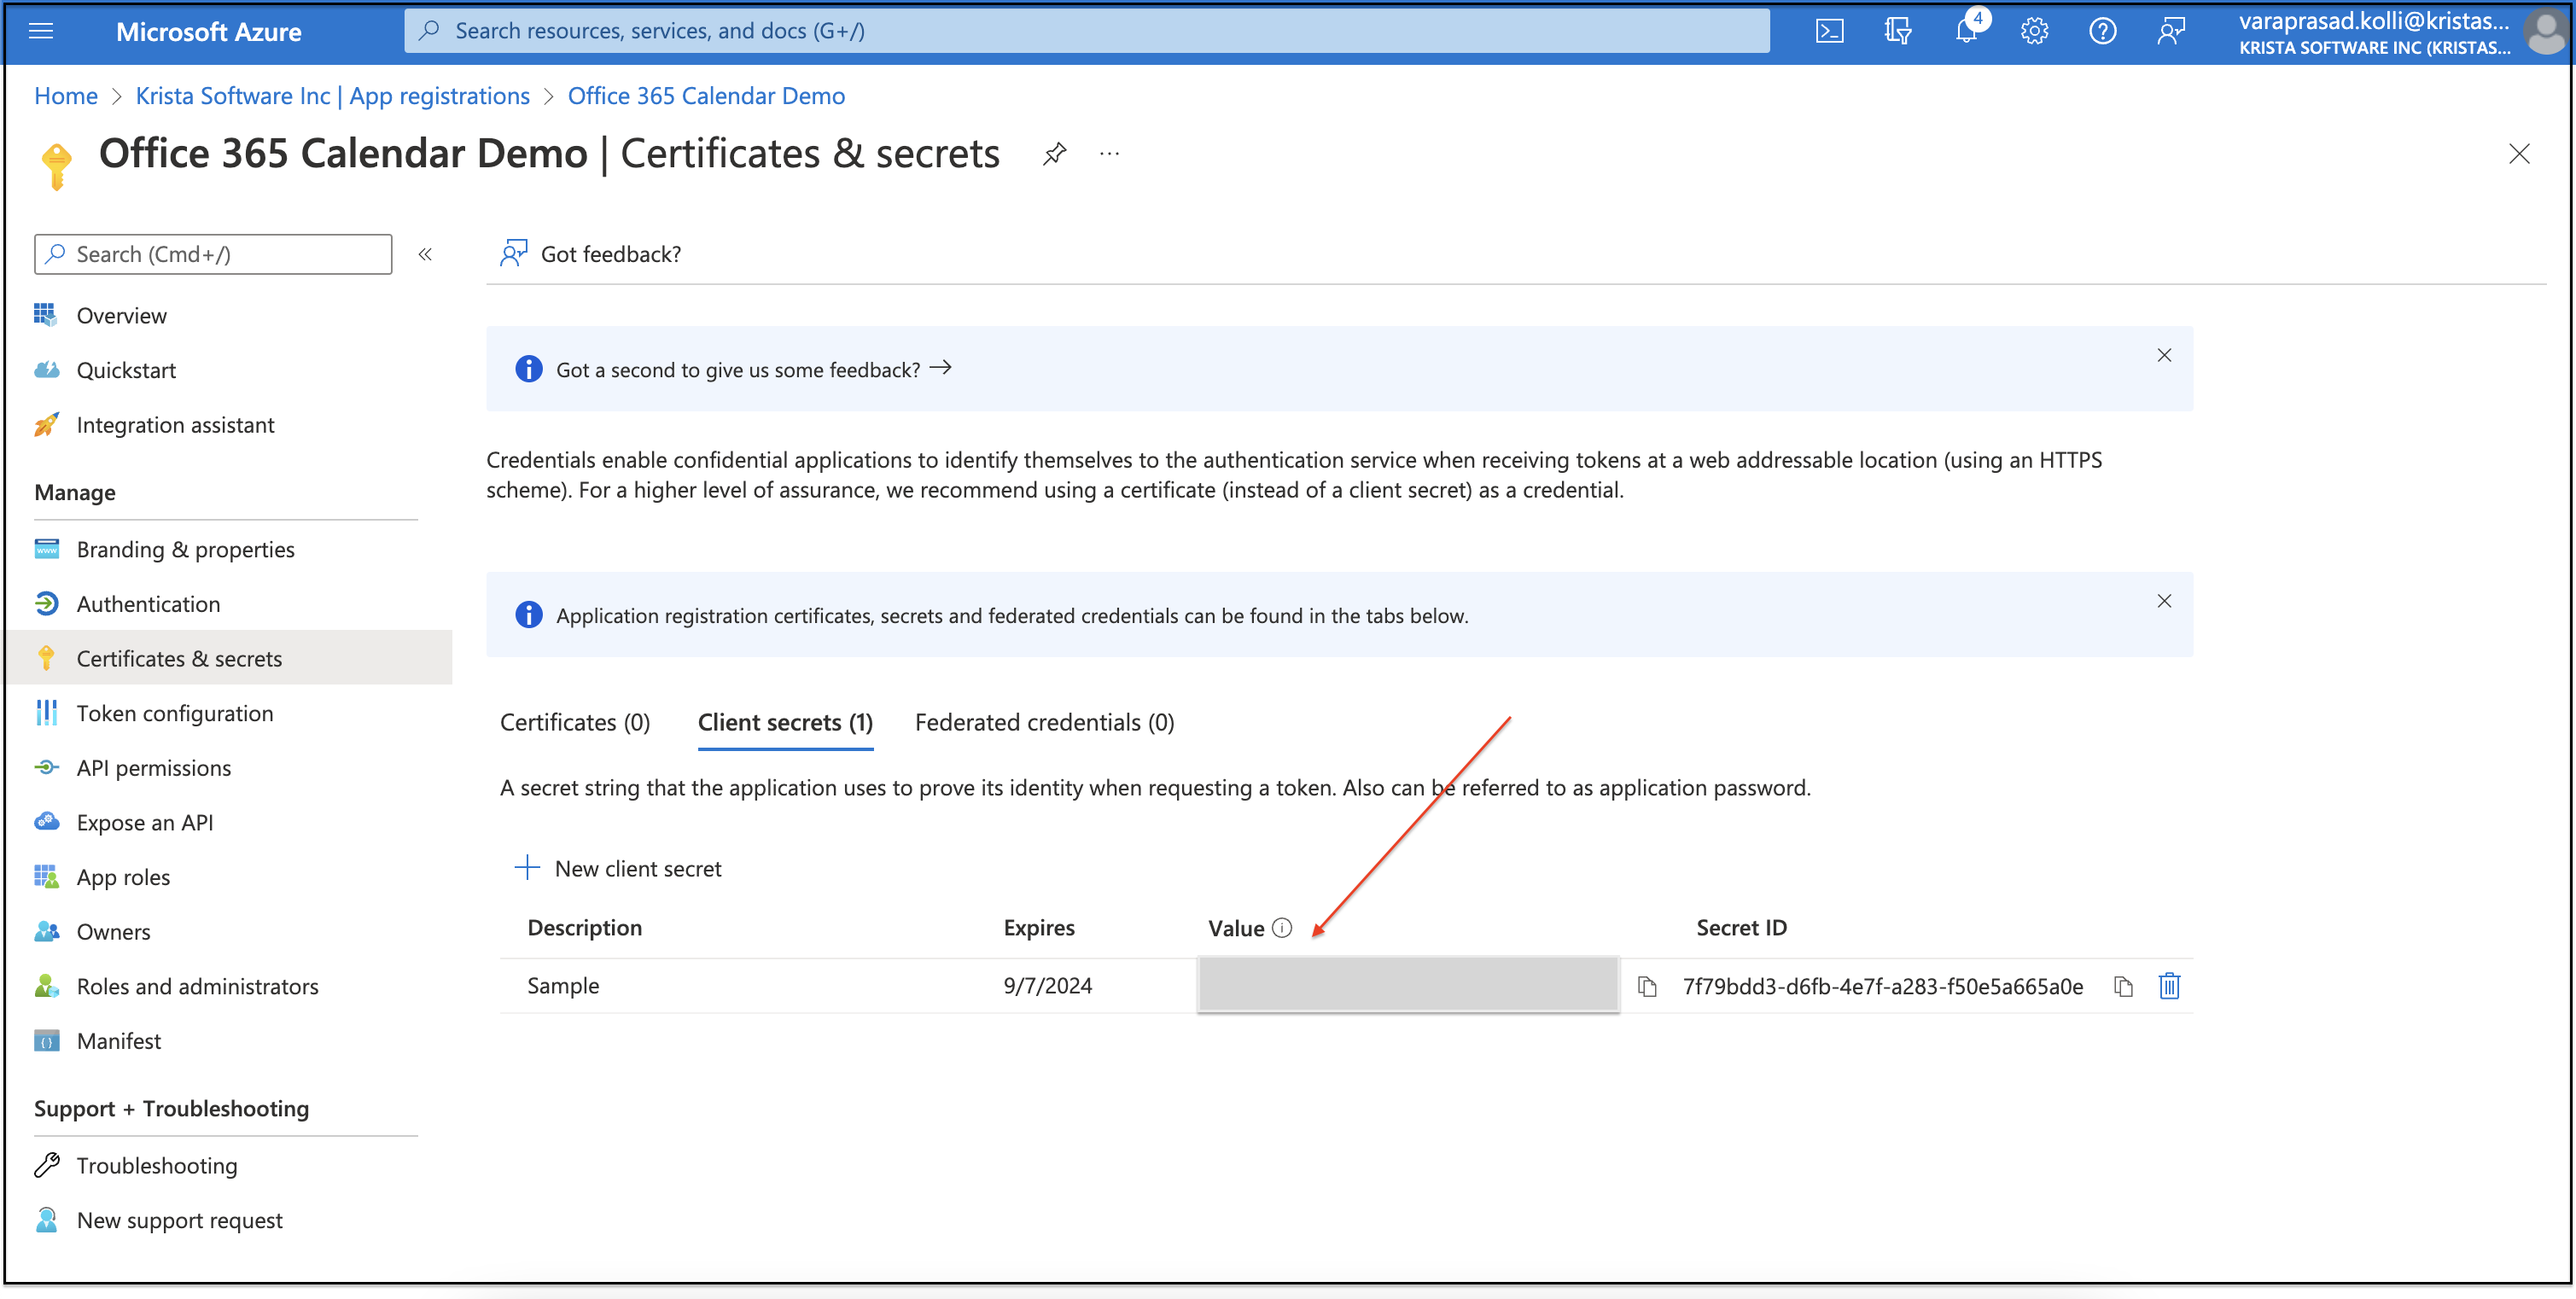 Microsoft Azure
Search resources, services, and docs (G+/)
4
varaprasad.kolli@kristas...
KRISTA SOFTWARE INC (KRISTAS...
Home > Krista Software Inc | App registrations > Office 365 Calendar Demo
Office 365 Calendar Demo | Certificates & secrets
Search (Cmd+/)
Overview
Quickstart
Integration assistant
Manage
Branding & properties
Authentication
Certificates & secrets
Token configuration
API permissions
Expose an API
App roles
Owners
Roles and administrators
Manifest
Support + Troubleshooting
Troubleshooting
New support request
Got feedback?
Got a second to give us some feedback?
Credentials enable confidential applications to identify themselves to the authentication service when receiving tokens at a web addressable location (using an HTTPS
scheme). For a higher level of assurance, we recommend using a certificate (instead of a client secret) as a credential.
Application registration certificates, secrets and federated credentials can be found in the tabs below.
Certificates (0) Client secrets (1) Federated credentials (0)
A secret string that the application uses to prove its identity when requesting a token. Also can be referred to as application password.
New client secret
Description Expires Value Secret ID
Sample 9/7/2024 7f79bdd3-d6fb-4e7f-a283-f50e5a665a0e